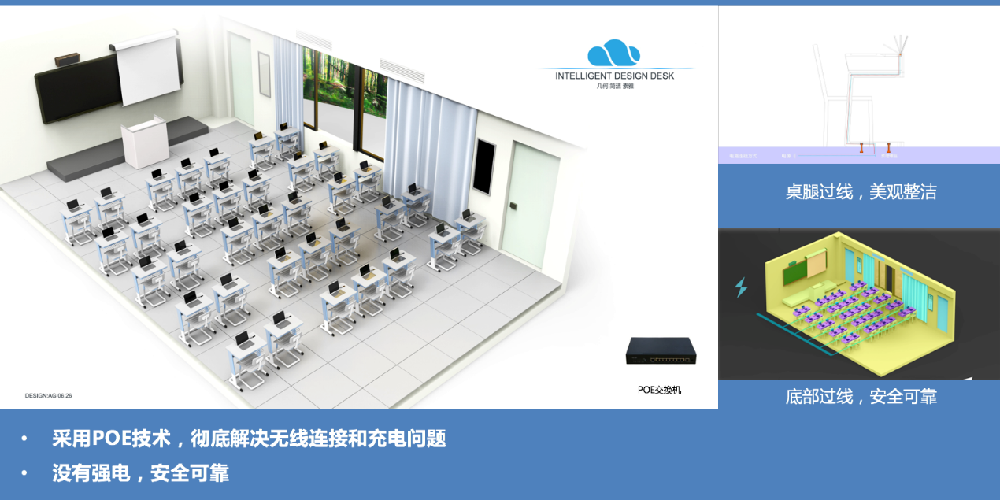 INTELLIGENT DESIGN DESK
几何 简洁 素雅
桌腿过线，美观整洁
POE交换机
DESIGN:AG 06.26
底部过线，安全可靠
• 采用POE技术，彻底解决无线连接和充电问题
• 没有强电，安全可靠